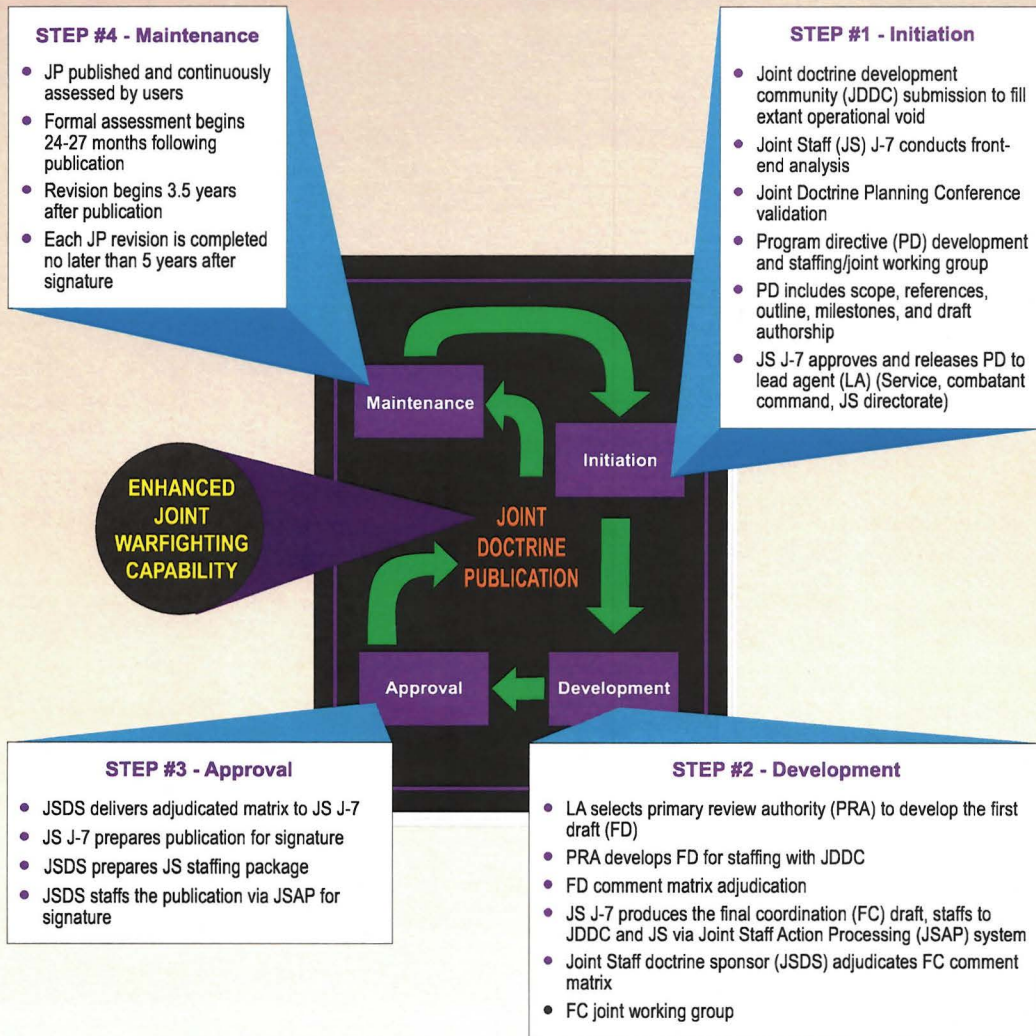 STEP #4 - Maintenance
• JP published and continuously
assessed by users
• Formal assessment begins
24-27 months following
publication
• Revision begins 3.5 years
after publication
• Each JP revision is completed
no later than 5 years after
signature
STEP #1 - Initiation
• Joint doctrine development
community (JDDC) submission to fill
extant operational void
• Joint Staff (JS) J-7 conducts front-
end analysis
• Joint Doctrine Planning Conference
validation
• Program directive (PD) development
and staffing/joint working group
• PD includes scope, references,
outline, milestones, and draft
authorship
• JS J-7 approves and releases PD to
lead agent (LA) (Service, combatant
command, JS directorate)
Maintenance
Initiation
ENHANCED
JOINT
WARFIGHTING
CAPABILITY
JOINT
DOCTRINE
PUBLICATION
Approval
Development
STEP #3 - Approval
• JSDS delivers adjudicated matrix to JS J-7
• JS J-7 prepares publication for signature
• JSDS prepares JS staffing package
• JSDS staffs the publication via JSAP for
signature
STEP #2 - Development
• LA selects primary review authority (PRA) to develop the first
draft (FD)
• PRA develops FD for staffing with JDDC
• FD comment matrix adjudication
• JS J-7 produces the final coordination (FC) draft, staffs to
JDDC and JS via Joint Staff Action Processing (JSAP) system
• Joint Staff doctrine sponsor (JSDS) adjudicates FC comment
matrix
• FC joint working group